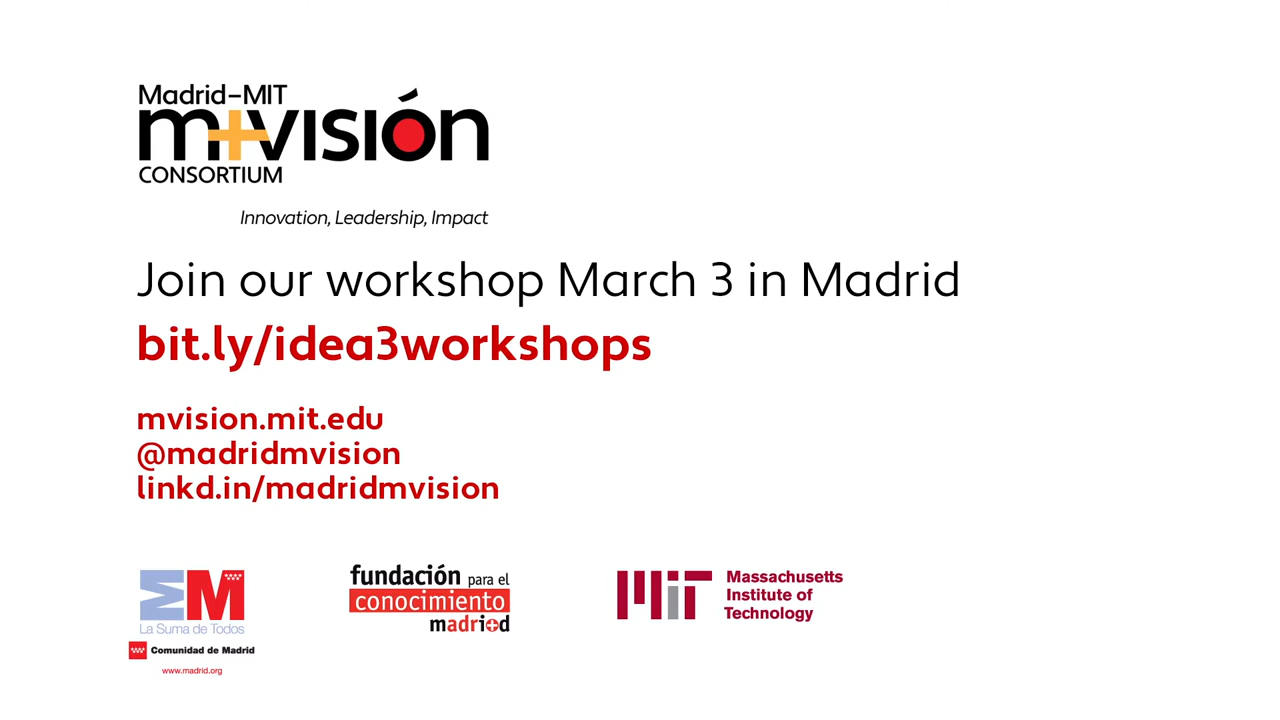 Madrid–MIT
m+visión
CONSORTIUM
Innovation, Leadership, Impact
Join our workshop March 3 in Madrid
bit.ly/idea3workshops
mvision.mit.edu
@madridmvision
linkd.in/madridmvision
EM
La Suma de Todos
Comunidad de Madrid
www.madrid.org
fundación para el
conocimiento
madri+d
MIT
Massachusetts
Institute of
Technology